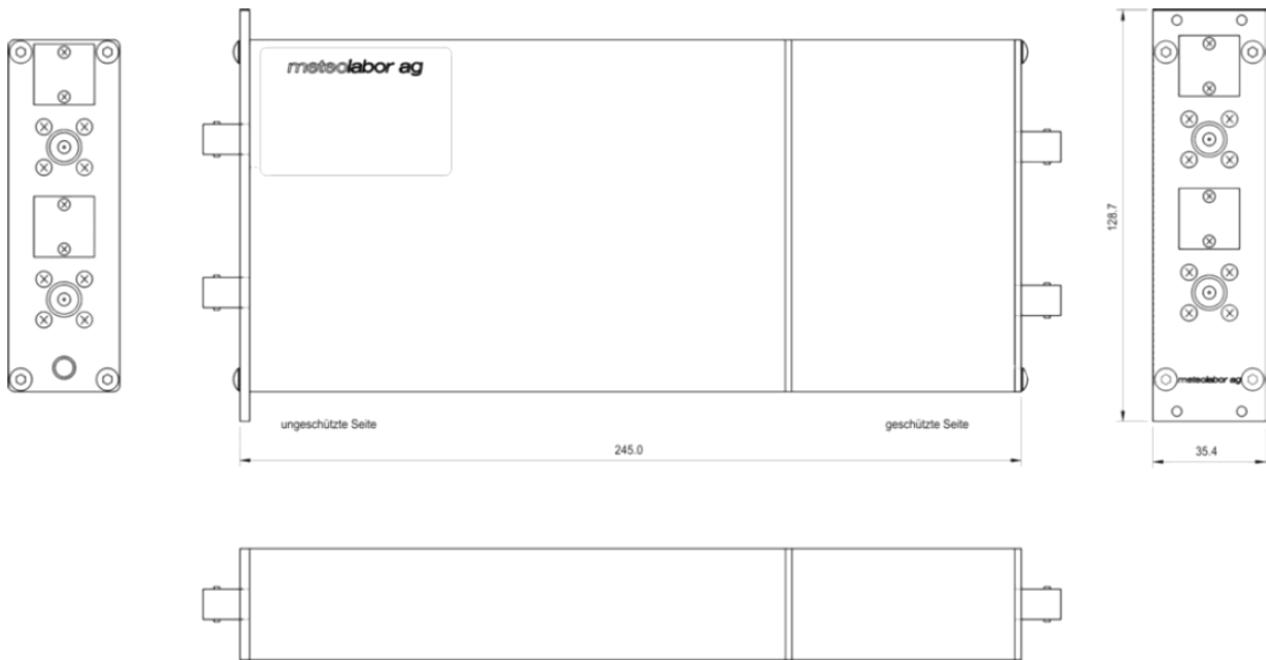 meteolabor ag
128.7
meteolabor ag
ungeschützte Seite
geschützte Seite
245.0
35.4